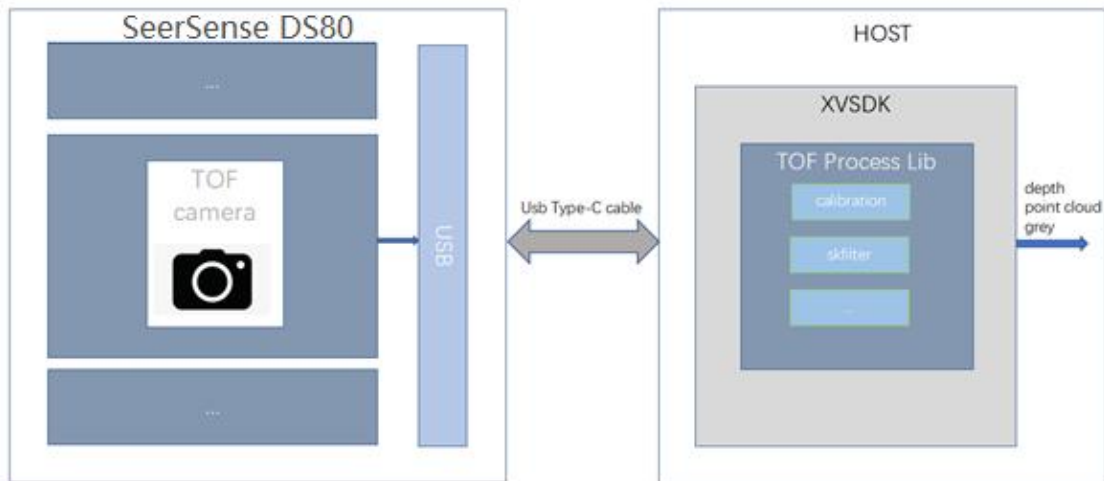 SeerSense DS80
...
TOF
camera
...
USB
Usb Type-C cable
HOST
XVSDK
TOF Process Lib
calibration
skfilter
...
depth
point cloud
grey